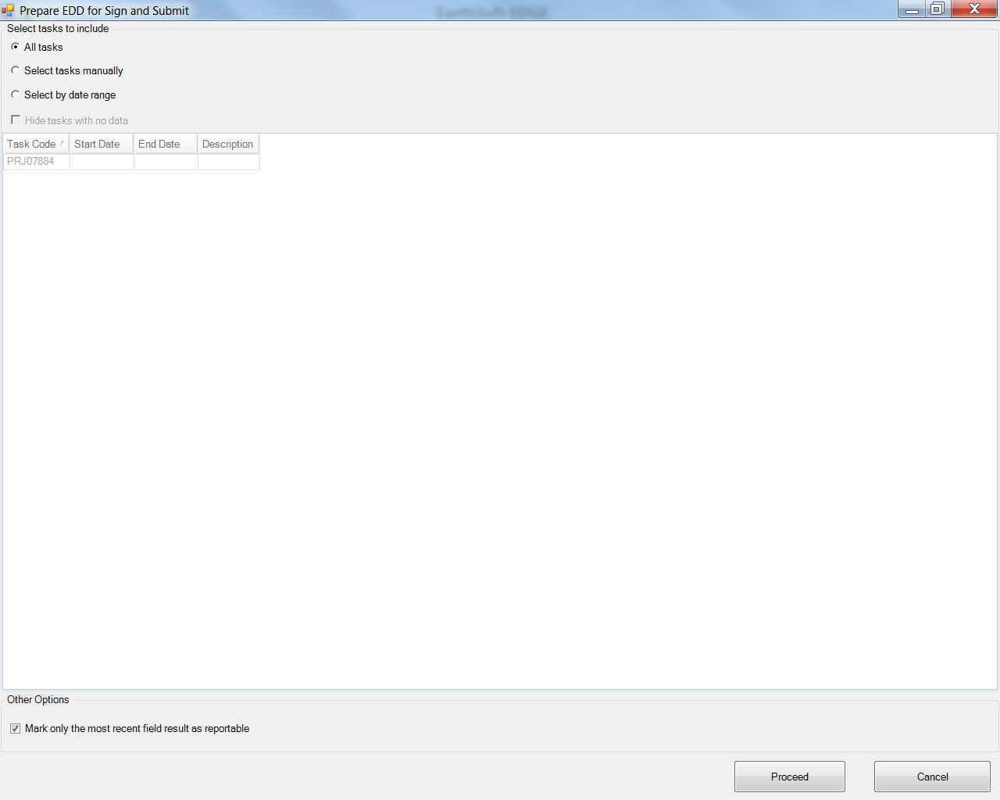 Prepare EDD for Sign and Submit
EarthSoft EDGE
Select tasks to include
All tasks
Select tasks manually
Select by date range
Hide tasks with no data
Task Code Start Date End Date Description
PRJ07884
Other Options
Mark only the most recent field result as reportable
Proceed Cancel